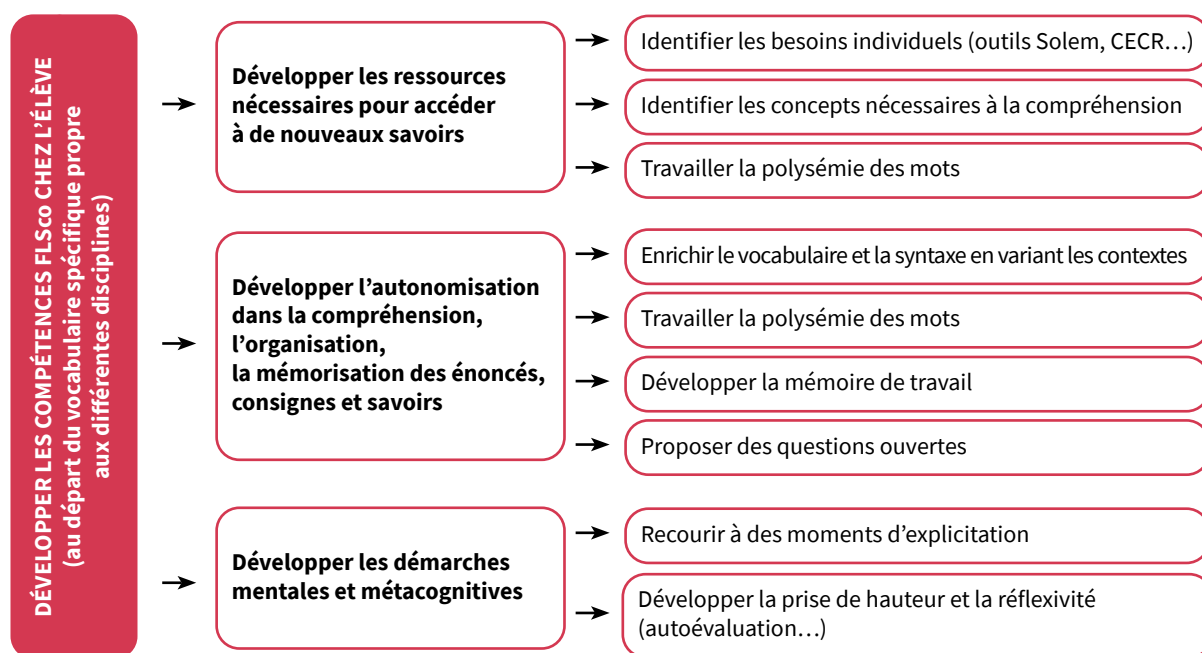 DÉVELOPPER LES COMPÉTENCES FLSco CHEZ L'ÉLÈVE
(au départ du vocabulaire spécifique propre
aux différentes disciplines)
Développer les ressources
nécessaires pour accéder
à de nouveaux savoirs
Identifier les besoins individuels (outils Solem, CECR…)
Identifier les concepts nécessaires à la compréhension
Travailler la polysémie des mots
Développer l'autonomisation
dans la compréhension,
l'organisation,
la mémorisation des énoncés,
consignes et savoirs
Enrichir le vocabulaire et la syntaxe en variant les contextes
Travailler la polysémie des mots
Développer la mémoire de travail
Proposer des questions ouvertes
Développer les démarches
mentales et métacognitives
Recourir à des moments d'explicitation
Développer la prise de hauteur et la réflexivité
(autoévaluation…)